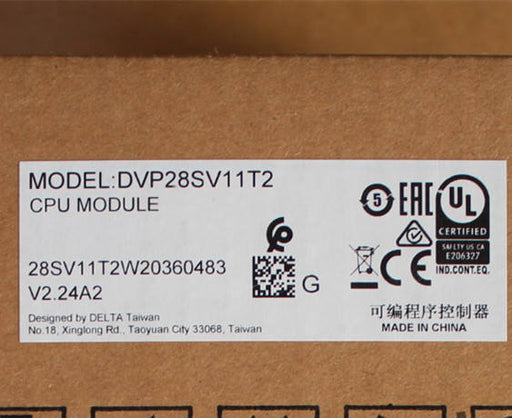 MODEL:DVP28SV11T2
CPU MODULE
28SV11T2W20360483
V2.24A2
G
Designed by DELTA Taiwan
No.18, Xinglong Rd., Taoyuan City 33068, Taiwan
5
EAC
UL
CERTIFIED
SAFETY US CA
E206327
IND.CONT.EQ.
CE
可编程序控制器
MADE IN CHINA